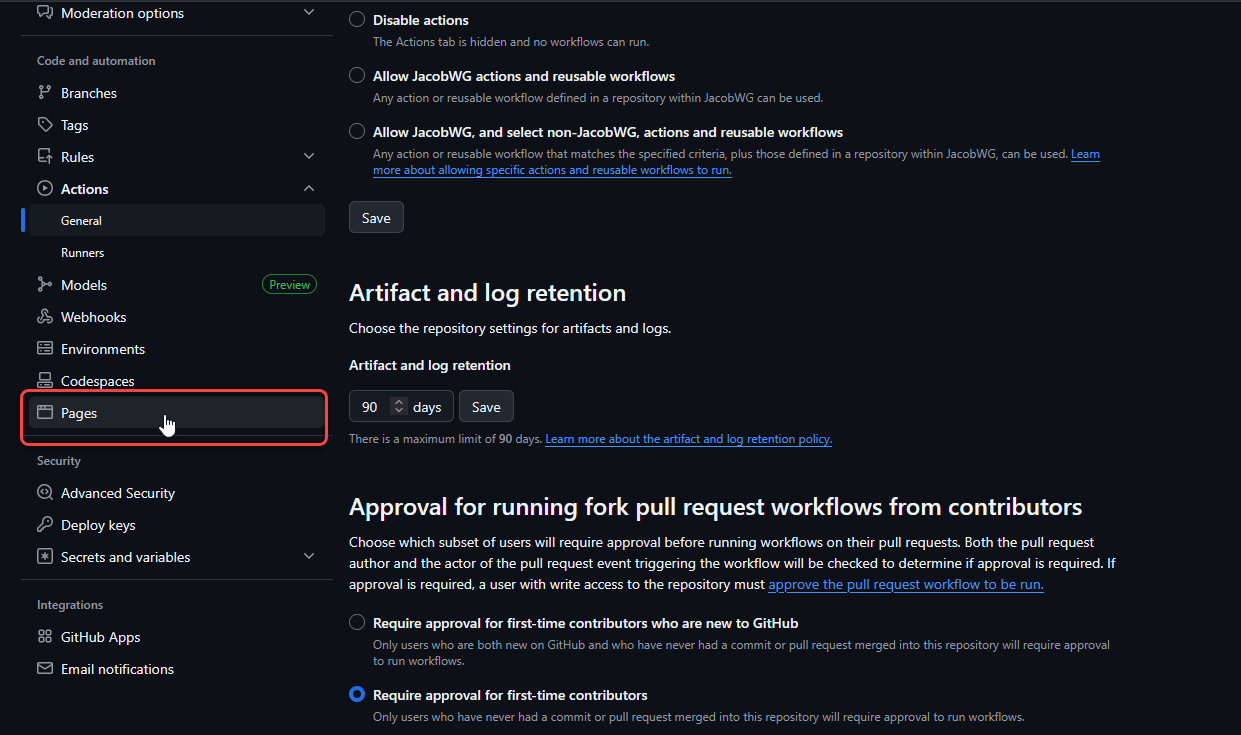 Moderation options
Code and automation
Branches
Tags
Rules
Actions
General
Runners
Models
Preview
Webhooks
Environments
Codespaces
Pages
Security
Advanced Security
Deploy keys
Secrets and variables
Integrations
GitHub Apps
Email notifications
Disable actions
The Actions tab is hidden and no workflows can run.
Allow JacobWG actions and reusable workflows
Any action or reusable workflow defined in a repository within JacobWG can be used.
Allow JacobWG, and select non-JacobWG, actions and reusable workflows
Any action or reusable workflow that matches the specified criteria, plus those defined in a repository within JacobWG, can be used. Learn
more about allowing specific actions and reusable workflows to run.
Save
Artifact and log retention
Choose the repository settings for artifacts and logs.
Artifact and log retention
90 days Save
There is a maximum limit of 90 days. Learn more about the artifact and log retention policy.
Approval for running fork pull request workflows from contributors
Choose which subset of users will require approval before running workflows on their pull requests. Both the pull request
author and the actor of the pull request event triggering the workflow will be checked to determine if approval is required. If
approval is required, a user with write access to the repository must approve the pull request workflow to be run.
Require approval for first-time contributors who are new to GitHub
Only users who are both new on GitHub and who have never had a commit or pull request merged into this repository will require approval
to run workflows.
Require approval for first-time contributors
Only users who have never had a commit or pull request merged into this repository will require approval to run workflows.